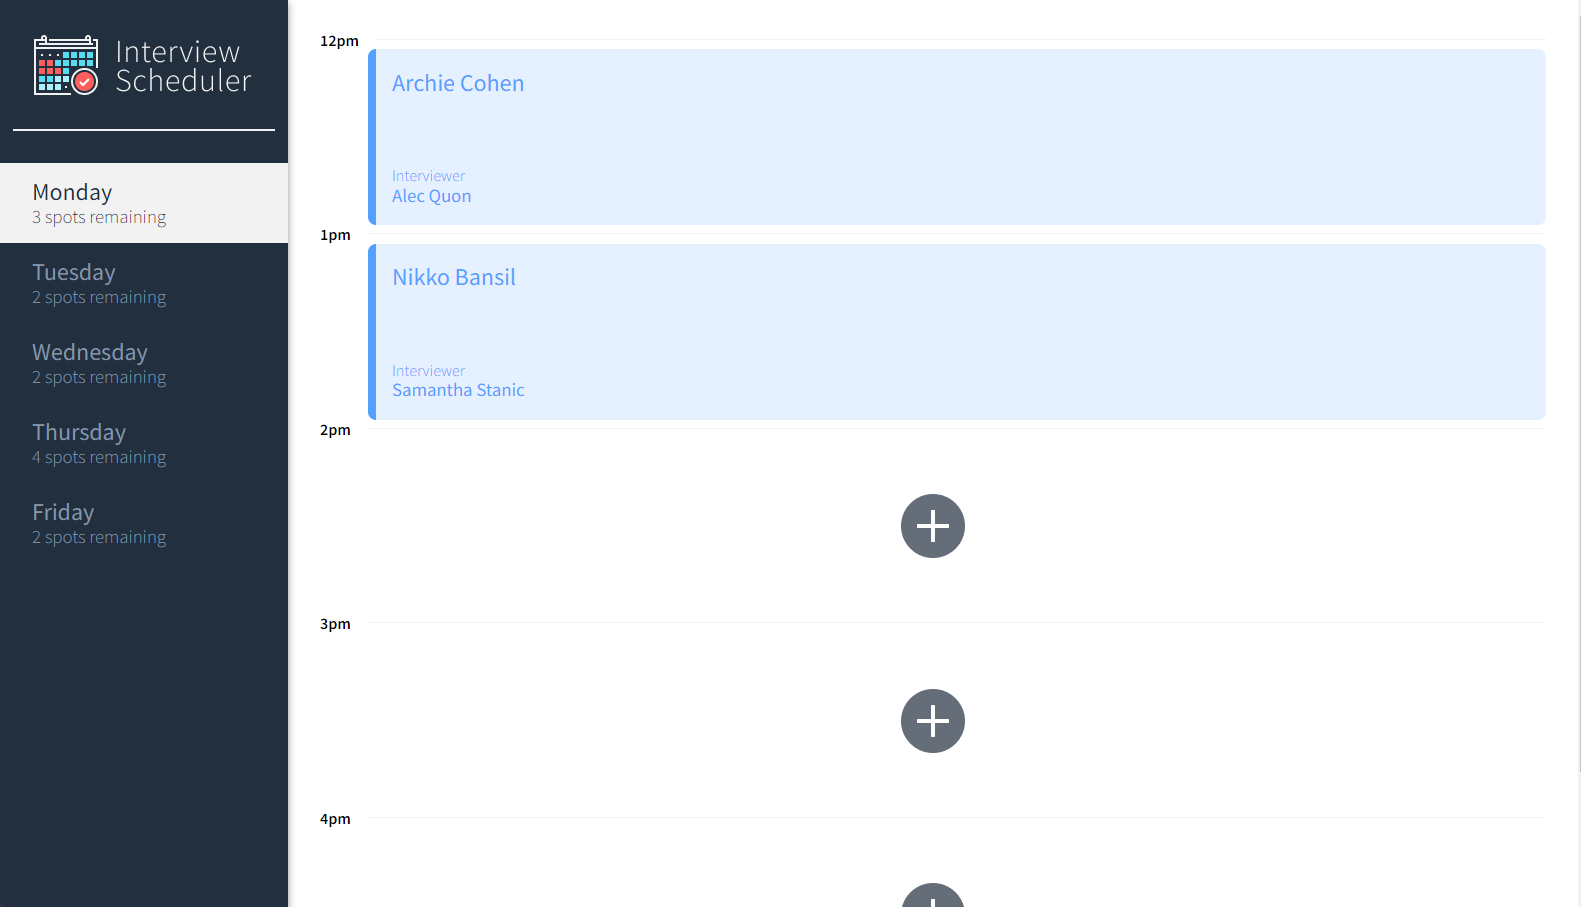 Interview
Scheduler
Monday
3 spots remaining
Tuesday
2 spots remaining
Wednesday
2 spots remaining
Thursday
4 spots remaining
Friday
2 spots remaining
12pm
Archie Cohen
Interviewer
Alec Quon
1pm
Nikko Bansil
Interviewer
Samantha Stanic
2pm
3pm
4pm